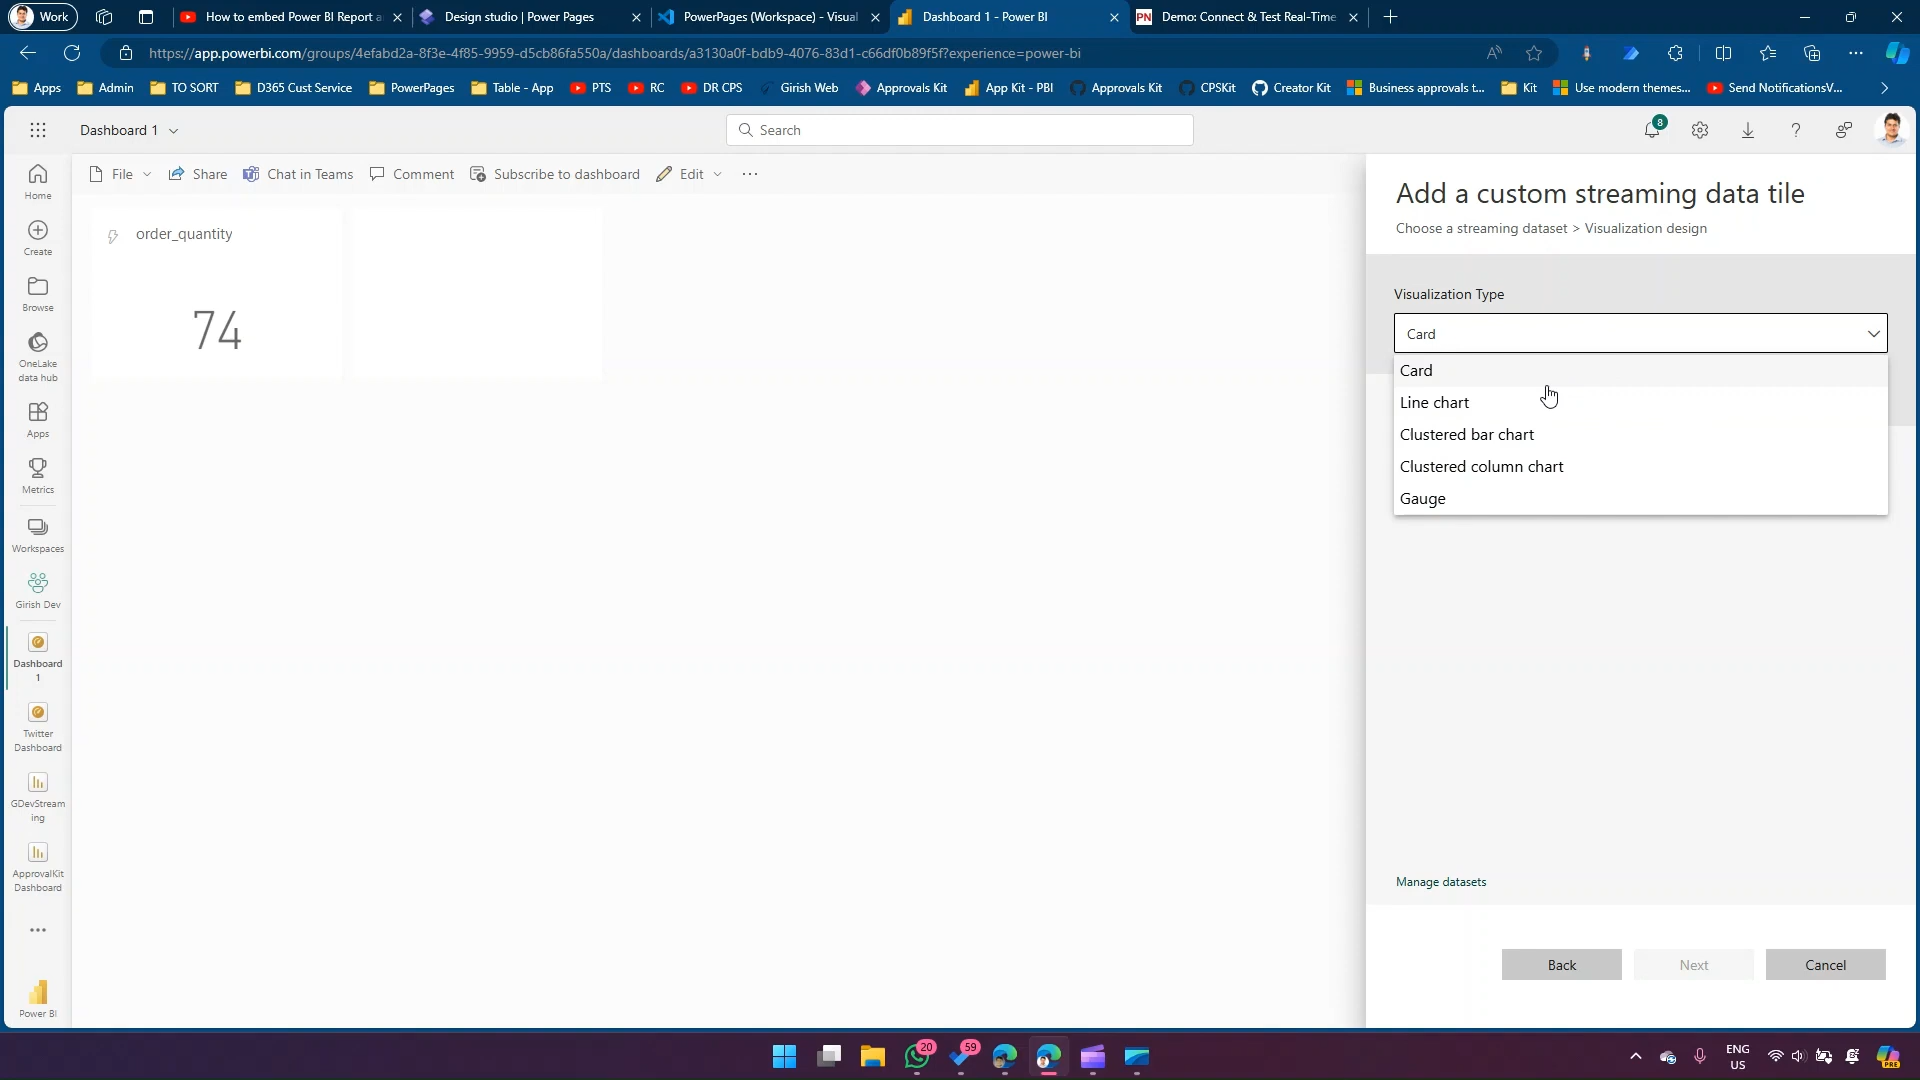 Work
How to embed Power BI Report a
Design studio | Power Pages
PowerPages (Workspace) - Visual
Dashboard 1 - Power BI
PN
Demo: Connect & Test Real-Time
https://app.powerbi.com/groups/4efabd2a-8f3e-4f85-9959-d5cb86fa550a/dashboards/a3130a0f-bdb9-4076-83d1-c66df0b89f5f?experience=power-bi
Apps
Admin
TO SORT
D365 Cust Service
PowerPages
Table - App
PTS
RC
DR CPS
Girish Web
Approvals Kit
App Kit - PBI
Approvals Kit
CPSKit
Creator Kit
Business approvals t...
Kit
Use modern themes...
Send NotificationsV...
Dashboard 1
Search
8
File
Share
Chat in Teams
Comment
Subscribe to dashboard
Edit
Home
Create
Browse
OneLake
data hub
Apps
Metrics
Workspaces
Girish Dev
Dashboard
1
Twitter
Dashboard
GDevStream
ing
ApprovalKit
Dashboard
Power BI
order_quantity
74
Add a custom streaming data tile
Choose a streaming dataset > Visualization design
Visualization Type
Card
Card
Line chart
Clustered bar chart
Clustered column chart
Gauge
Manage datasets
Back
Next
Cancel
20
59
ENG
US
PRE